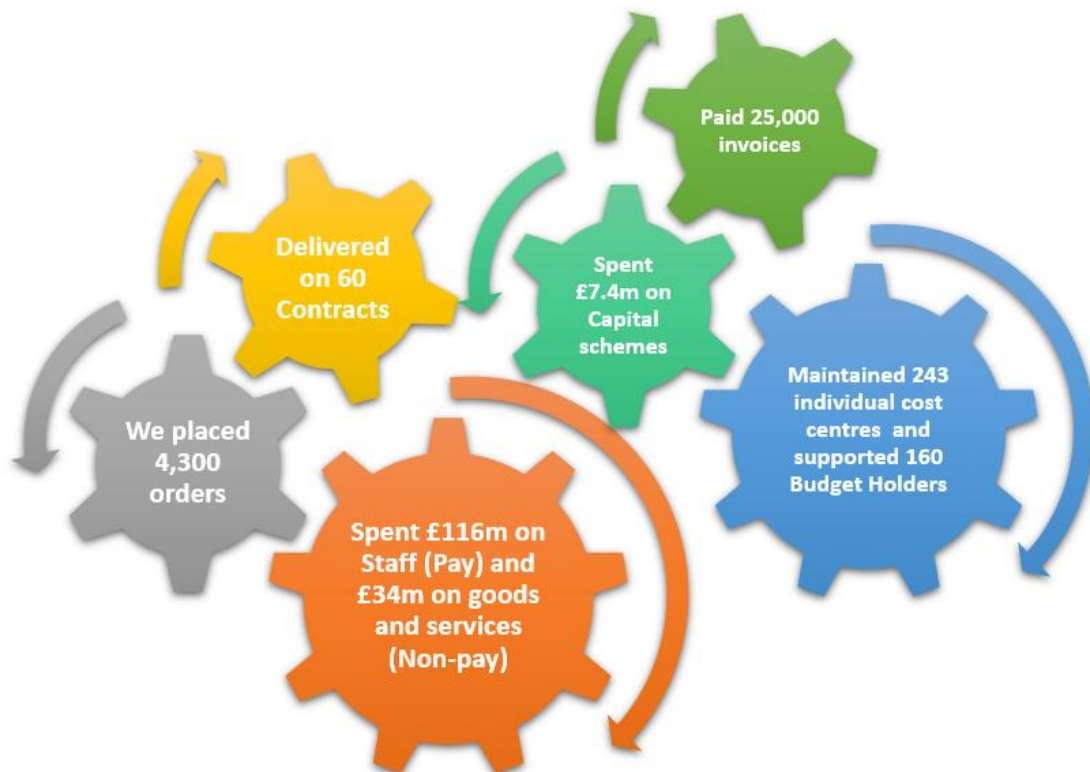 Paid 25,000
invoices
Delivered
on 60
Contracts
Spent
£7.4m on
Capital
schemes
We placed
4,300
orders
Maintained 243
individual cost
centres and
supported 160
Budget Holders
Spent £116m on
Staff (Pay) and
£34m on goods
and services
(Non-pay)